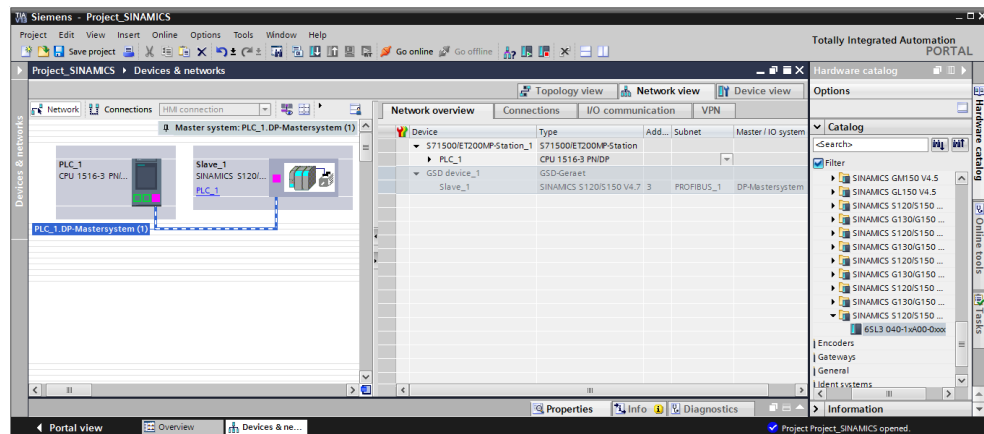 Siemens - Project_SINAMICS
Project Edit View Insert Online Options Tools Window Help
Save project Go online Go offline
Totally Integrated Automation
PORTAL
Project_SINAMICS Devices & networks
Topology view Network view Device view
Network Connections HMI connection
Master system: PLC_1.DP-Mastersystem (1)
PLC_1
CPU 1516-3 PN/...
Slave_1
SINAMICS S120/...
PLC_1
PLC_1.DP-Mastersystem (1)
Devices & networks
Network overview Connections I/O communication VPN
Device Type Add... Subnet Master / IO system
S71500/ET200MP-Station_1 S71500/ET200MP-Station
PLC_1 CPU 1516-3 PN/DP
GSD device_1 GSD-Geraet
Slave_1 SINAMICS S120/S150 V4.7 3 PROFIBUS_1 DP-Mastersystem
Hardware catalog
Options
Catalog
<Search>
Filter
SINAMICS GM150 V4.5
SINAMICS GL150 V4.5
SINAMICS S120/S150 ...
SINAMICS G130/G150 ...
SINAMICS S120/S150 ...
SINAMICS G130/G150 ...
SINAMICS S120/S150 ...
SINAMICS G130/G150 ...
SINAMICS S120/S150 ...
SINAMICS G130/G150 ...
SINAMICS S120/S150 ...
6SL3 040-1xA00-0xxx
Encoders
Gateways
General
Ident systems
Information
Hardware catalog
Online tools
Tasks
Properties Info Diagnostics
Portal view Overview Devices & ne...
Project Project_SINAMICS opened.